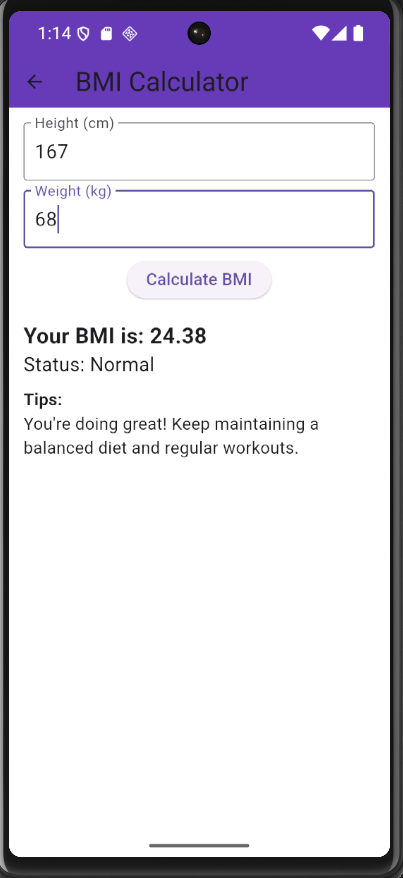 1:14
BMI Calculator
Height (cm)
167
Weight (kg)
68
Calculate BMI
Your BMI is: 24.38
Status: Normal
Tips:
You're doing great! Keep maintaining a
balanced diet and regular workouts.